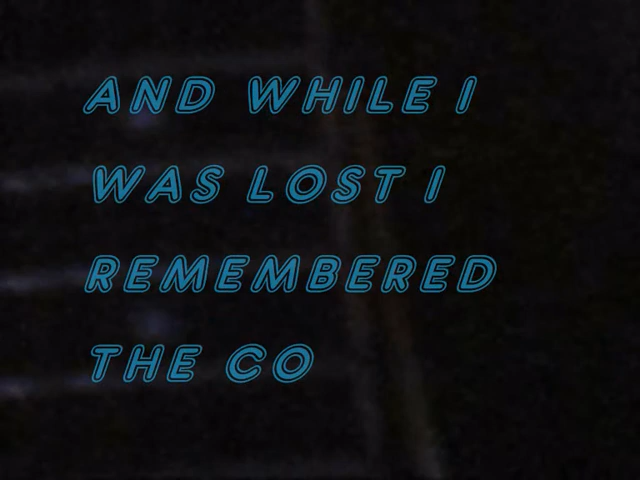 AND WHILE I
WAS LOST I
REMEMBERED
THE CO